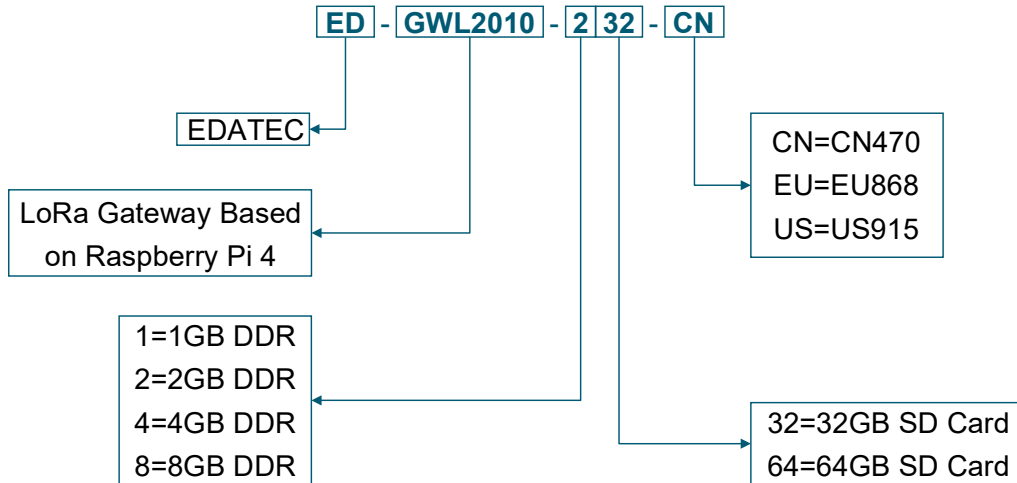 ED - GWL2010 - 2 32 - CN
EDATEC
CN=CN470
EU=EU868
US=US915
LoRa Gateway Based
on Raspberry Pi 4
1=1GB DDR
2=2GB DDR
4=4GB DDR
8=8GB DDR
32=32GB SD Card
64=64GB SD Card